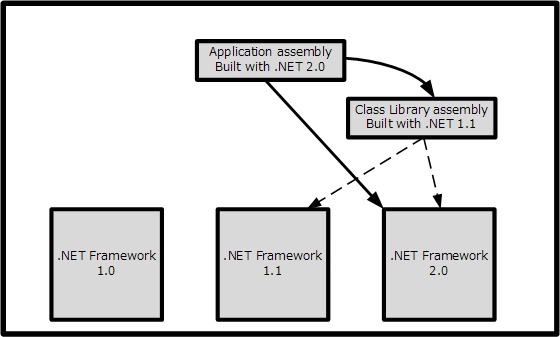 Application assembly
Built with .NET 2.0
Class Library assembly
Built with .NET 1.1
.NET Framework
1.0
.NET Framework
1.1
.NET Framework
2.0